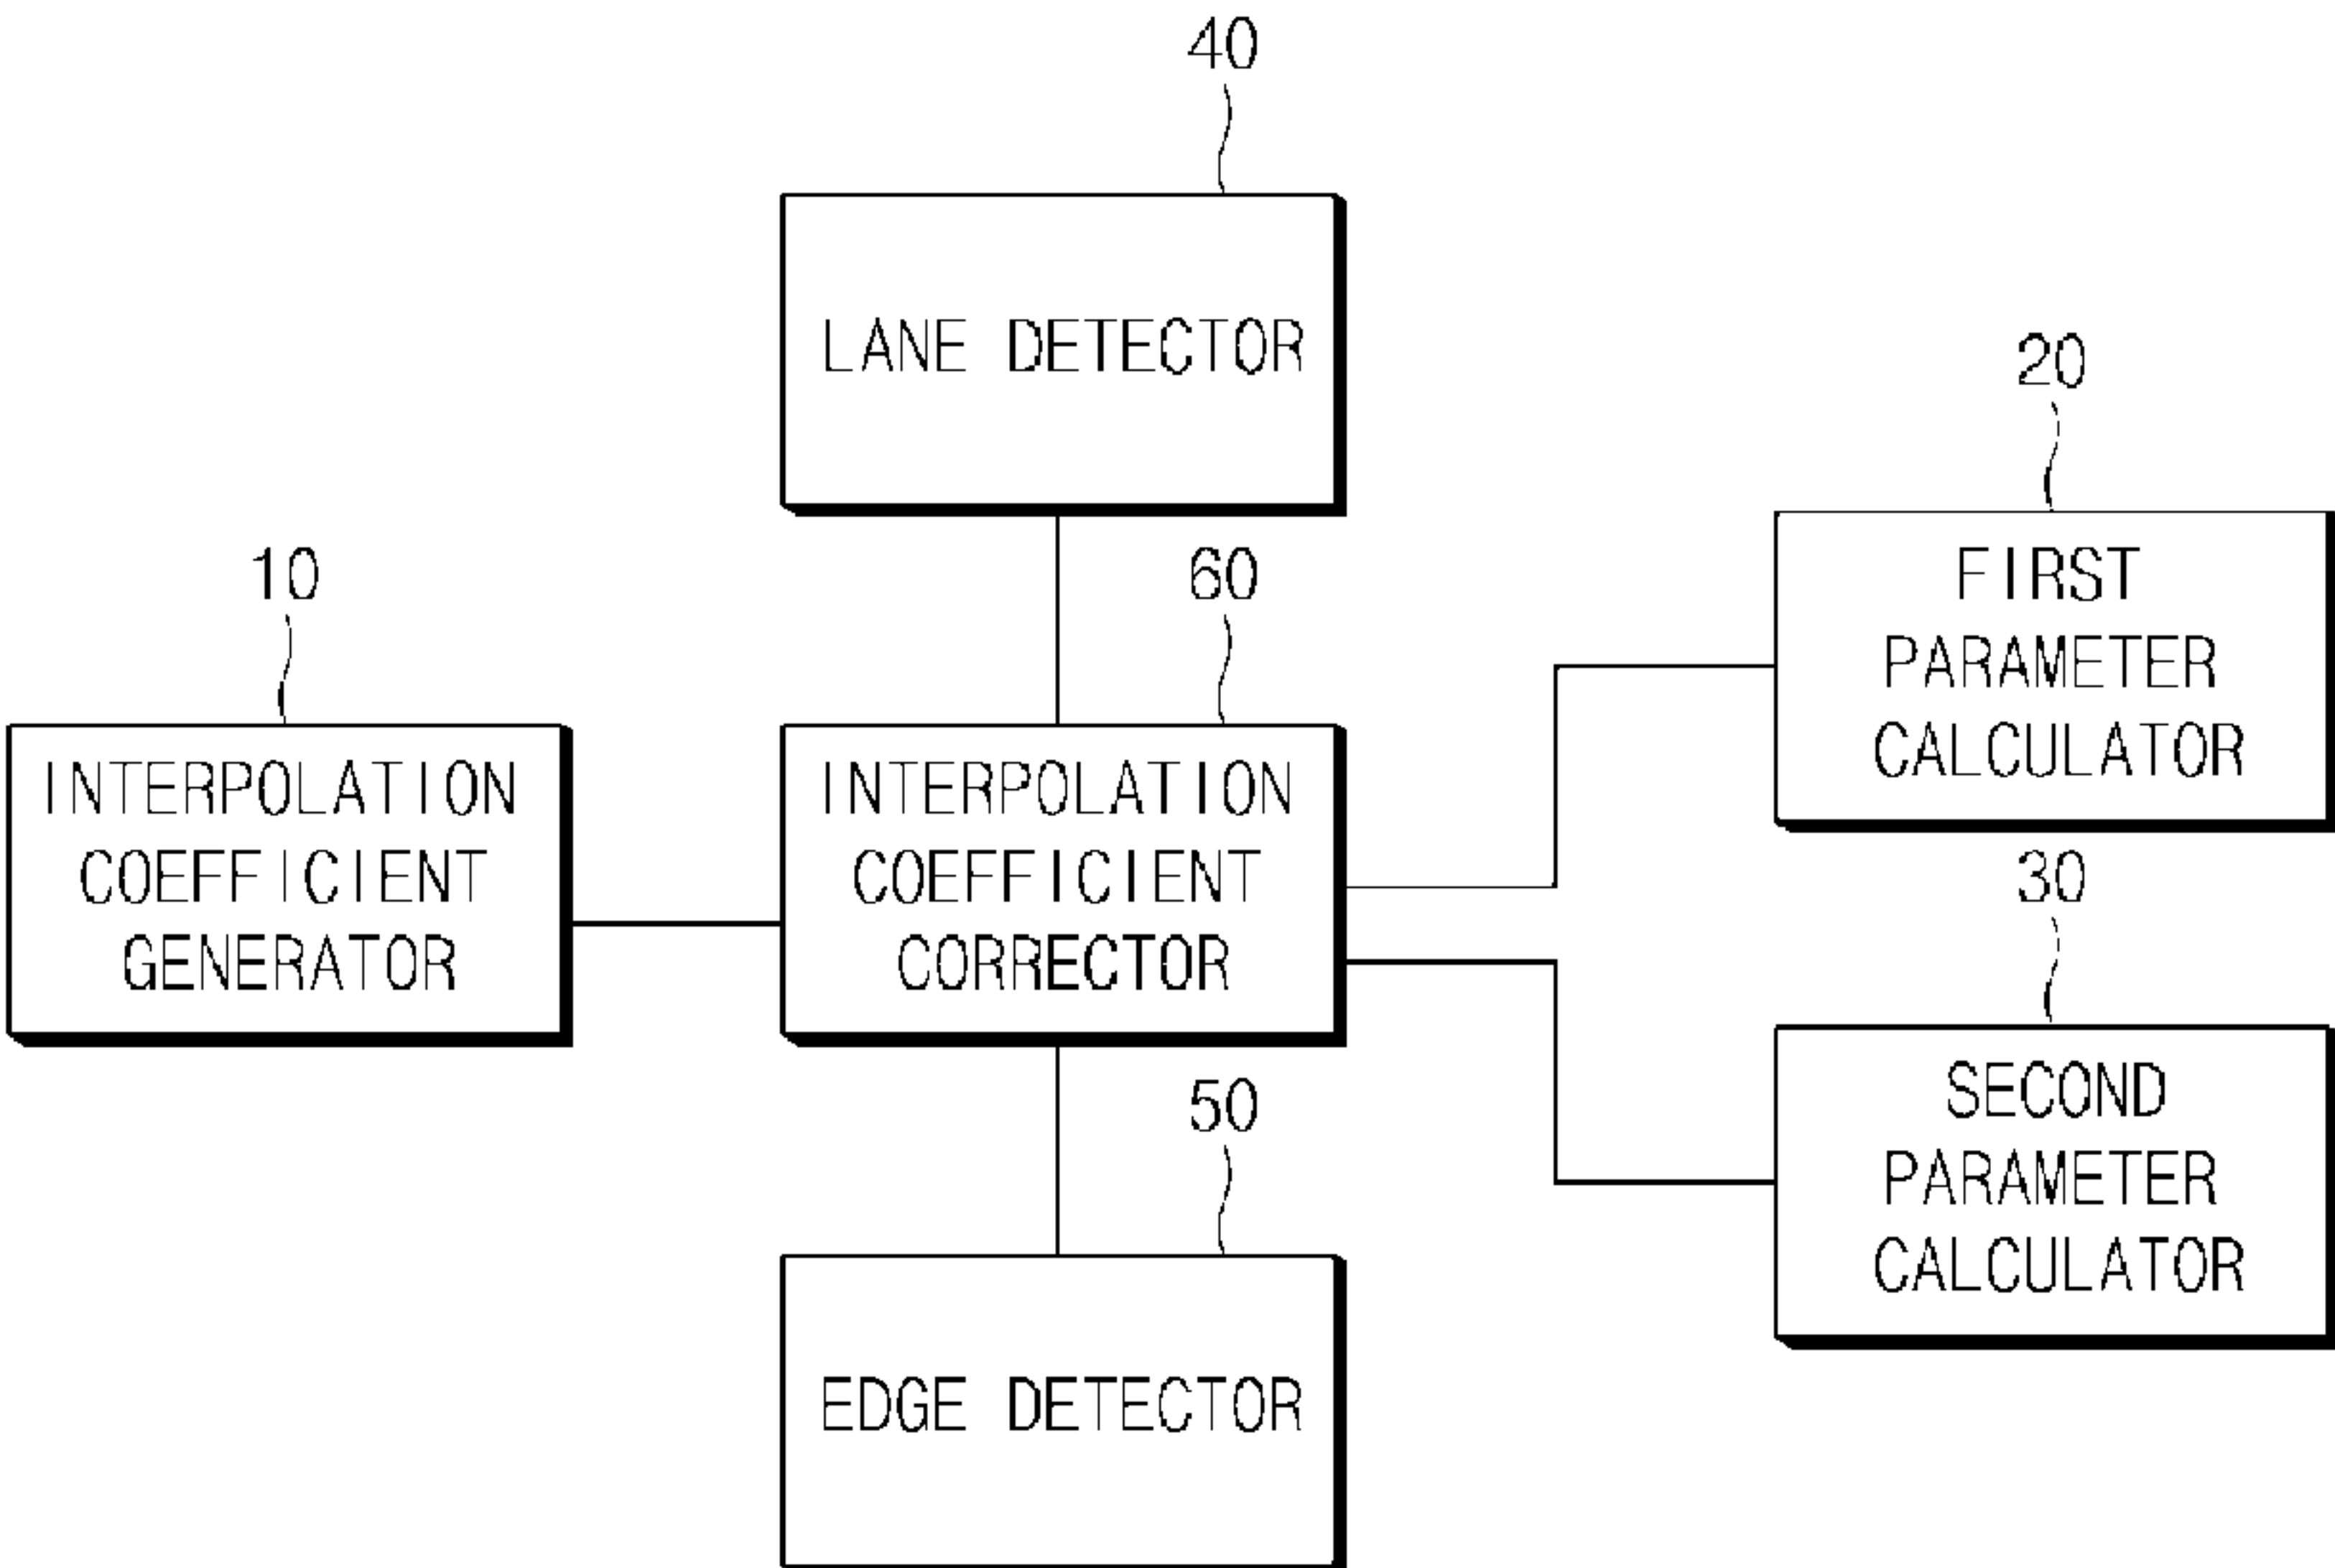 40
LANE DETECTOR
10
INTERPOLATION
COEFFICIENT
GENERATOR
60
INTERPOLATION
COEFFICIENT
CORRECTOR
20
FIRST
PARAMETER
CALCULATOR
30
SECOND
PARAMETER
CALCULATOR
50
EDGE DETECTOR